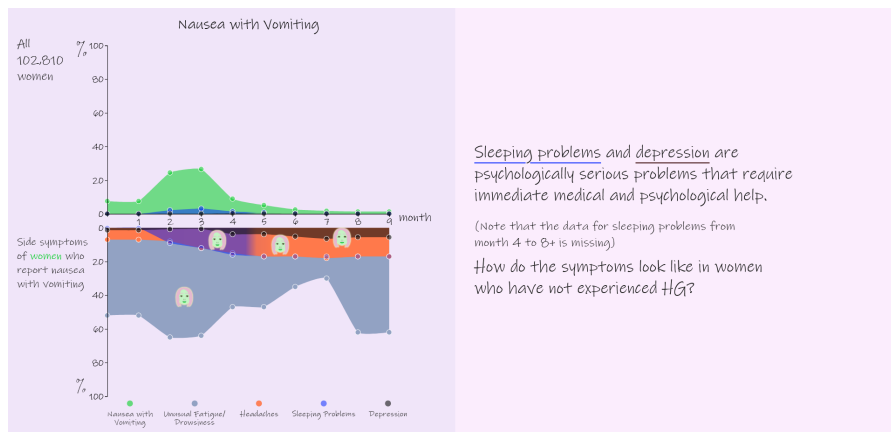 Nausea with Vomiting
All
102,810
women
%
100
80
60
40
20
0
month
0
1
2
3
4
5
6
7
8
9
20
40
60
80
100
%
Side symptoms
of women who
report nausea
with vomiting
Nausea with
Vomiting
Unusual Fatigue/
Drowsiness
Headaches
Sleeping Problems
Depression
Sleeping problems and depression are
psychologically serious problems that require
immediate medical and psychological help.
(Note that the data for sleeping problems from
month 4 to 8+ is missing)
How do the symptoms look like in women
who have not experienced HG?